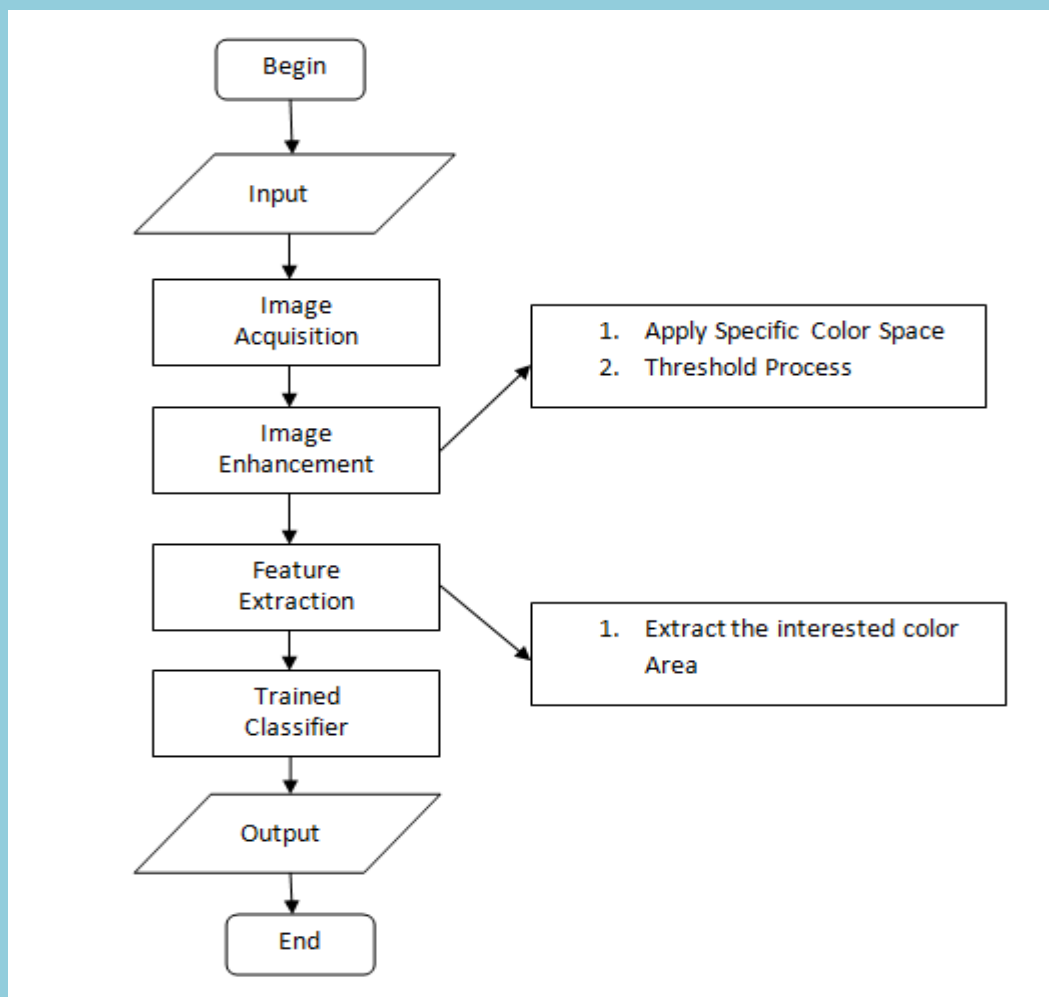 Begin
Input
Image
Acquisition
1. Apply Specific Color Space
2. Threshold Process
Image
Enhancement
Feature
Extraction
1. Extract the interested color
Area
Trained
Classifier
Output
End